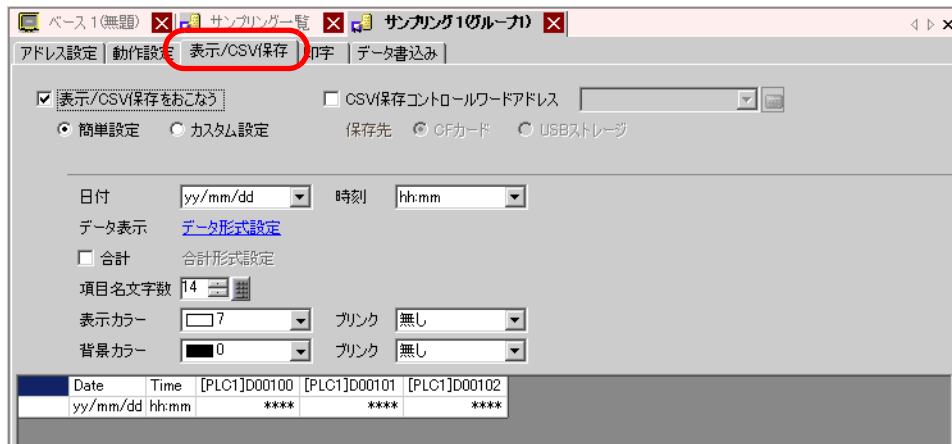 ベース 1(無題) サンプリング一覧 サンプリング1(グループ1)
アドレス設定 動作設定 表示/CSV保存 印字 データ書込み
表示/CSV保存をおこなう CSV保存コントロールワードアドレス
簡単設定 カスタム設定 保存先 CFカード USBストレージ
日付 yy/mm/dd 時刻 hh:mm
データ表示 データ形式設定
合計 合計形式設定
項目名文字数 14
表示カラー 7 ブリンク 無し
背景カラー 0 ブリンク 無し
Date Time [PLC1]D00100 [PLC1]D00101 [PLC1]D00102
yy/mm/dd hh:mm **** **** ****